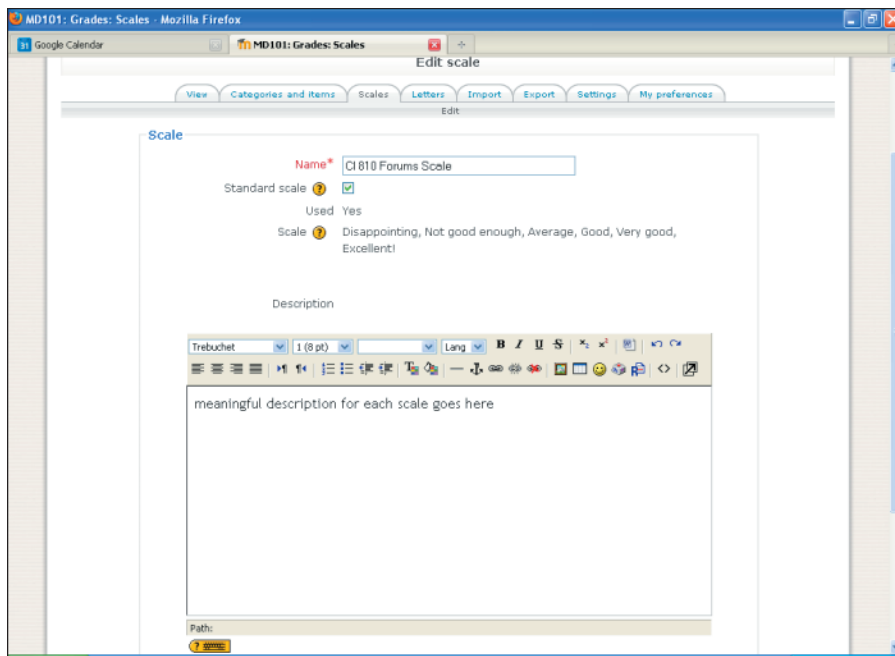 MD101: Grades: Scales - Mozilla Firefox
31 Google Calendar
MD101: Grades: Scales
Edit scale
View Categories and items Scales Letters Import Export Settings My preferences
Edit
Scale
Name* CI 810 Forums Scale
Standard scale ?
Used Yes
Scale ? Disappointing, Not good enough, Average, Good, Very good,
Excellent!
Description
Trebuchet 1 (8 pt) Lang B I U S x₂ x²
meaningful description for each scale goes here
Path:
?